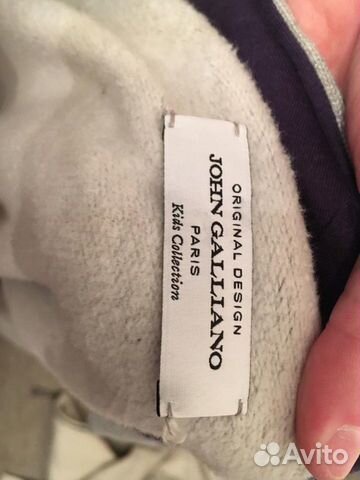 ORIGINAL DESIGN
JOHN GALLIANO
PARIS
Kids Collection
Avito